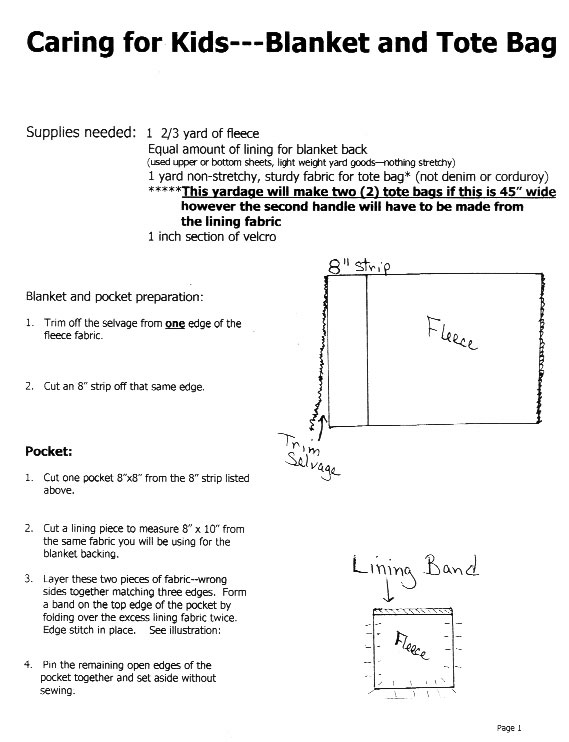 Caring for Kids---Blanket and Tote Bag
Supplies needed: 1 2/3 yard of fleece
Equal amount of lining for blanket back
(used upper or bottom sheets, light weight yard goods—nothing stretchy)
1 yard non-stretchy, sturdy fabric for tote bag* (not denim or corduroy)
*****This yardage will make two (2) tote bags if this is 45" wide
however the second handle will have to be made from
the lining fabric
1 inch section of velcro
8" strip
Blanket and pocket preparation:
1. Trim off the selvage from one edge of the
fleece fabric.
Fleece
2. Cut an 8" strip off that same edge.
Trim
Selvage
Pocket:
1. Cut one pocket 8"x8" from the 8" strip listed
above.
2. Cut a lining piece to measure 8" x 10" from
the same fabric you will be using for the
blanket backing.
3. Layer these two pieces of fabric--wrong
sides together matching three edges. Form
a band on the top edge of the pocket by
folding over the excess lining fabric twice.
Edge stitch in place. See illustration:
Lining Band
Fleece
4. Pin the remaining open edges of the
pocket together and set aside without
sewing.
Page 1